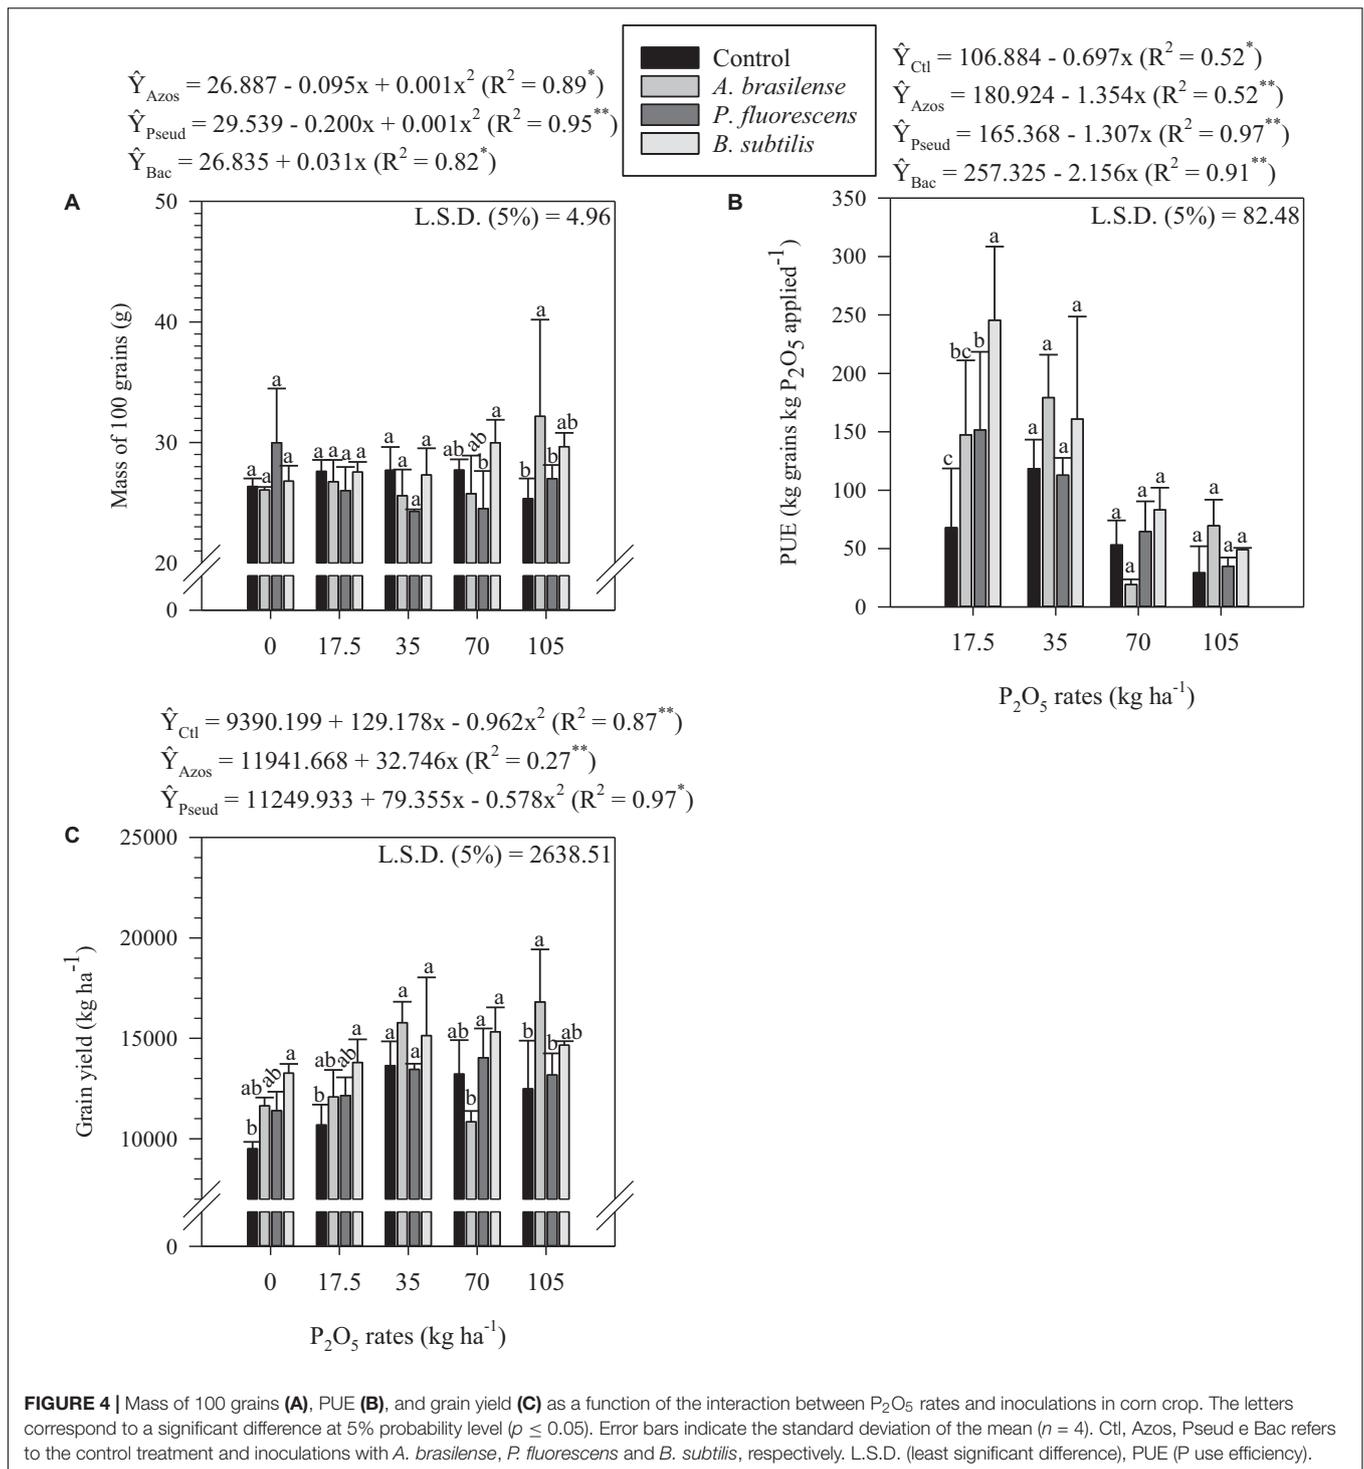 Control
A. brasilense
P. fluorescens
B. subtilis
Ŷ_Azos = 26.887 - 0.095x + 0.001x² (R² = 0.89*)
Ŷ_Pseud = 29.539 - 0.200x + 0.001x² (R² = 0.95**)
Ŷ_Bac = 26.835 + 0.031x (R² = 0.82*)
A
L.S.D. (5%) = 4.96
Mass of 100 grains (g)
50
40
30
20
0
a a a a
a a a a
a a a a
ab ab b a
b a b ab
0 17.5 35 70 105
Ŷ_Ctl = 106.884 - 0.697x (R² = 0.52*)
Ŷ_Azos = 180.924 - 1.354x (R² = 0.52**)
Ŷ_Pseud = 165.368 - 1.307x (R² = 0.97**)
Ŷ_Bac = 257.325 - 2.156x (R² = 0.91**)
B
L.S.D. (5%) = 82.48
PUE (kg grains kg P₂O₅ applied⁻¹)
350
300
250
200
150
100
50
0
c bc b a
a a a a
a a a a
a a a a
17.5 35 70 105
P₂O₅ rates (kg ha⁻¹)
Ŷ_Ctl = 9390.199 + 129.178x - 0.962x² (R² = 0.87**)
Ŷ_Azos = 11941.668 + 32.746x (R² = 0.27**)
Ŷ_Pseud = 11249.933 + 79.355x - 0.578x² (R² = 0.97*)
C
L.S.D. (5%) = 2638.51
Grain yield (kg ha⁻¹)
25000
20000
15000
10000
0
b ab ab a
b ab ab a
a a a a
ab b a a
b a b ab
0 17.5 35 70 105
P₂O₅ rates (kg ha⁻¹)
FIGURE 4 | Mass of 100 grains (A), PUE (B), and grain yield (C) as a function of the interaction between P₂O₅ rates and inoculations in corn crop. The letters
correspond to a significant difference at 5% probability level (p ≤ 0.05). Error bars indicate the standard deviation of the mean (n = 4). Ctl, Azos, Pseud e Bac refers
to the control treatment and inoculations with A. brasilense, P. fluorescens and B. subtilis, respectively. L.S.D. (least significant difference), PUE (P use efficiency).